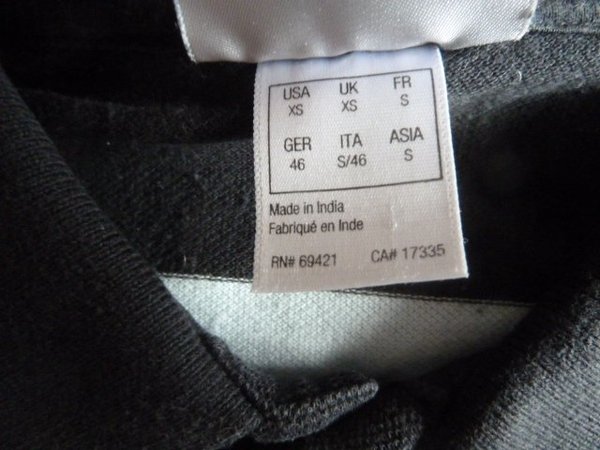 USA UK FR
XS XS S
GER ITA ASIA
46 S/46 S
Made in India
Fabriqué en Inde
RN# 69421 CA# 17335